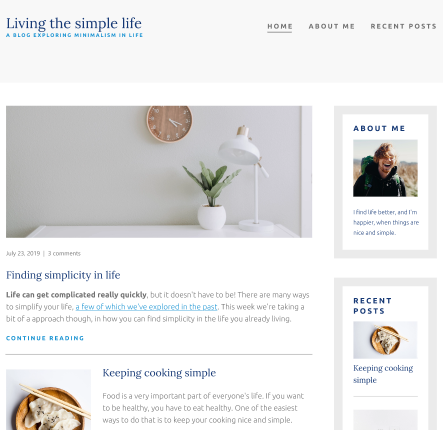 Living the simple life
A BLOG EXPLORING MINIMALISM IN LIFE
HOME ABOUT ME RECENT POSTS
July 23, 2019 | 3 comments
Finding simplicity in life
Life can get complicated really quickly, but it doesn't have to be! There are many ways
to simplify your life, a few of which we've explored in the past. This week we're taking a
bit of a approach though, in how you can find simplicity in the life you already living.
CONTINUE READING
Keeping cooking simple
Food is a very important part of everyone's life. If you want
to be healthy, you have to eat healthy. One of the easiest
ways to do that is to keep your cooking nice and simple.
ABOUT ME
I find life better, and I'm
happier, when things are
nice and simple.
RECENT
POSTS
Keeping cooking
simple